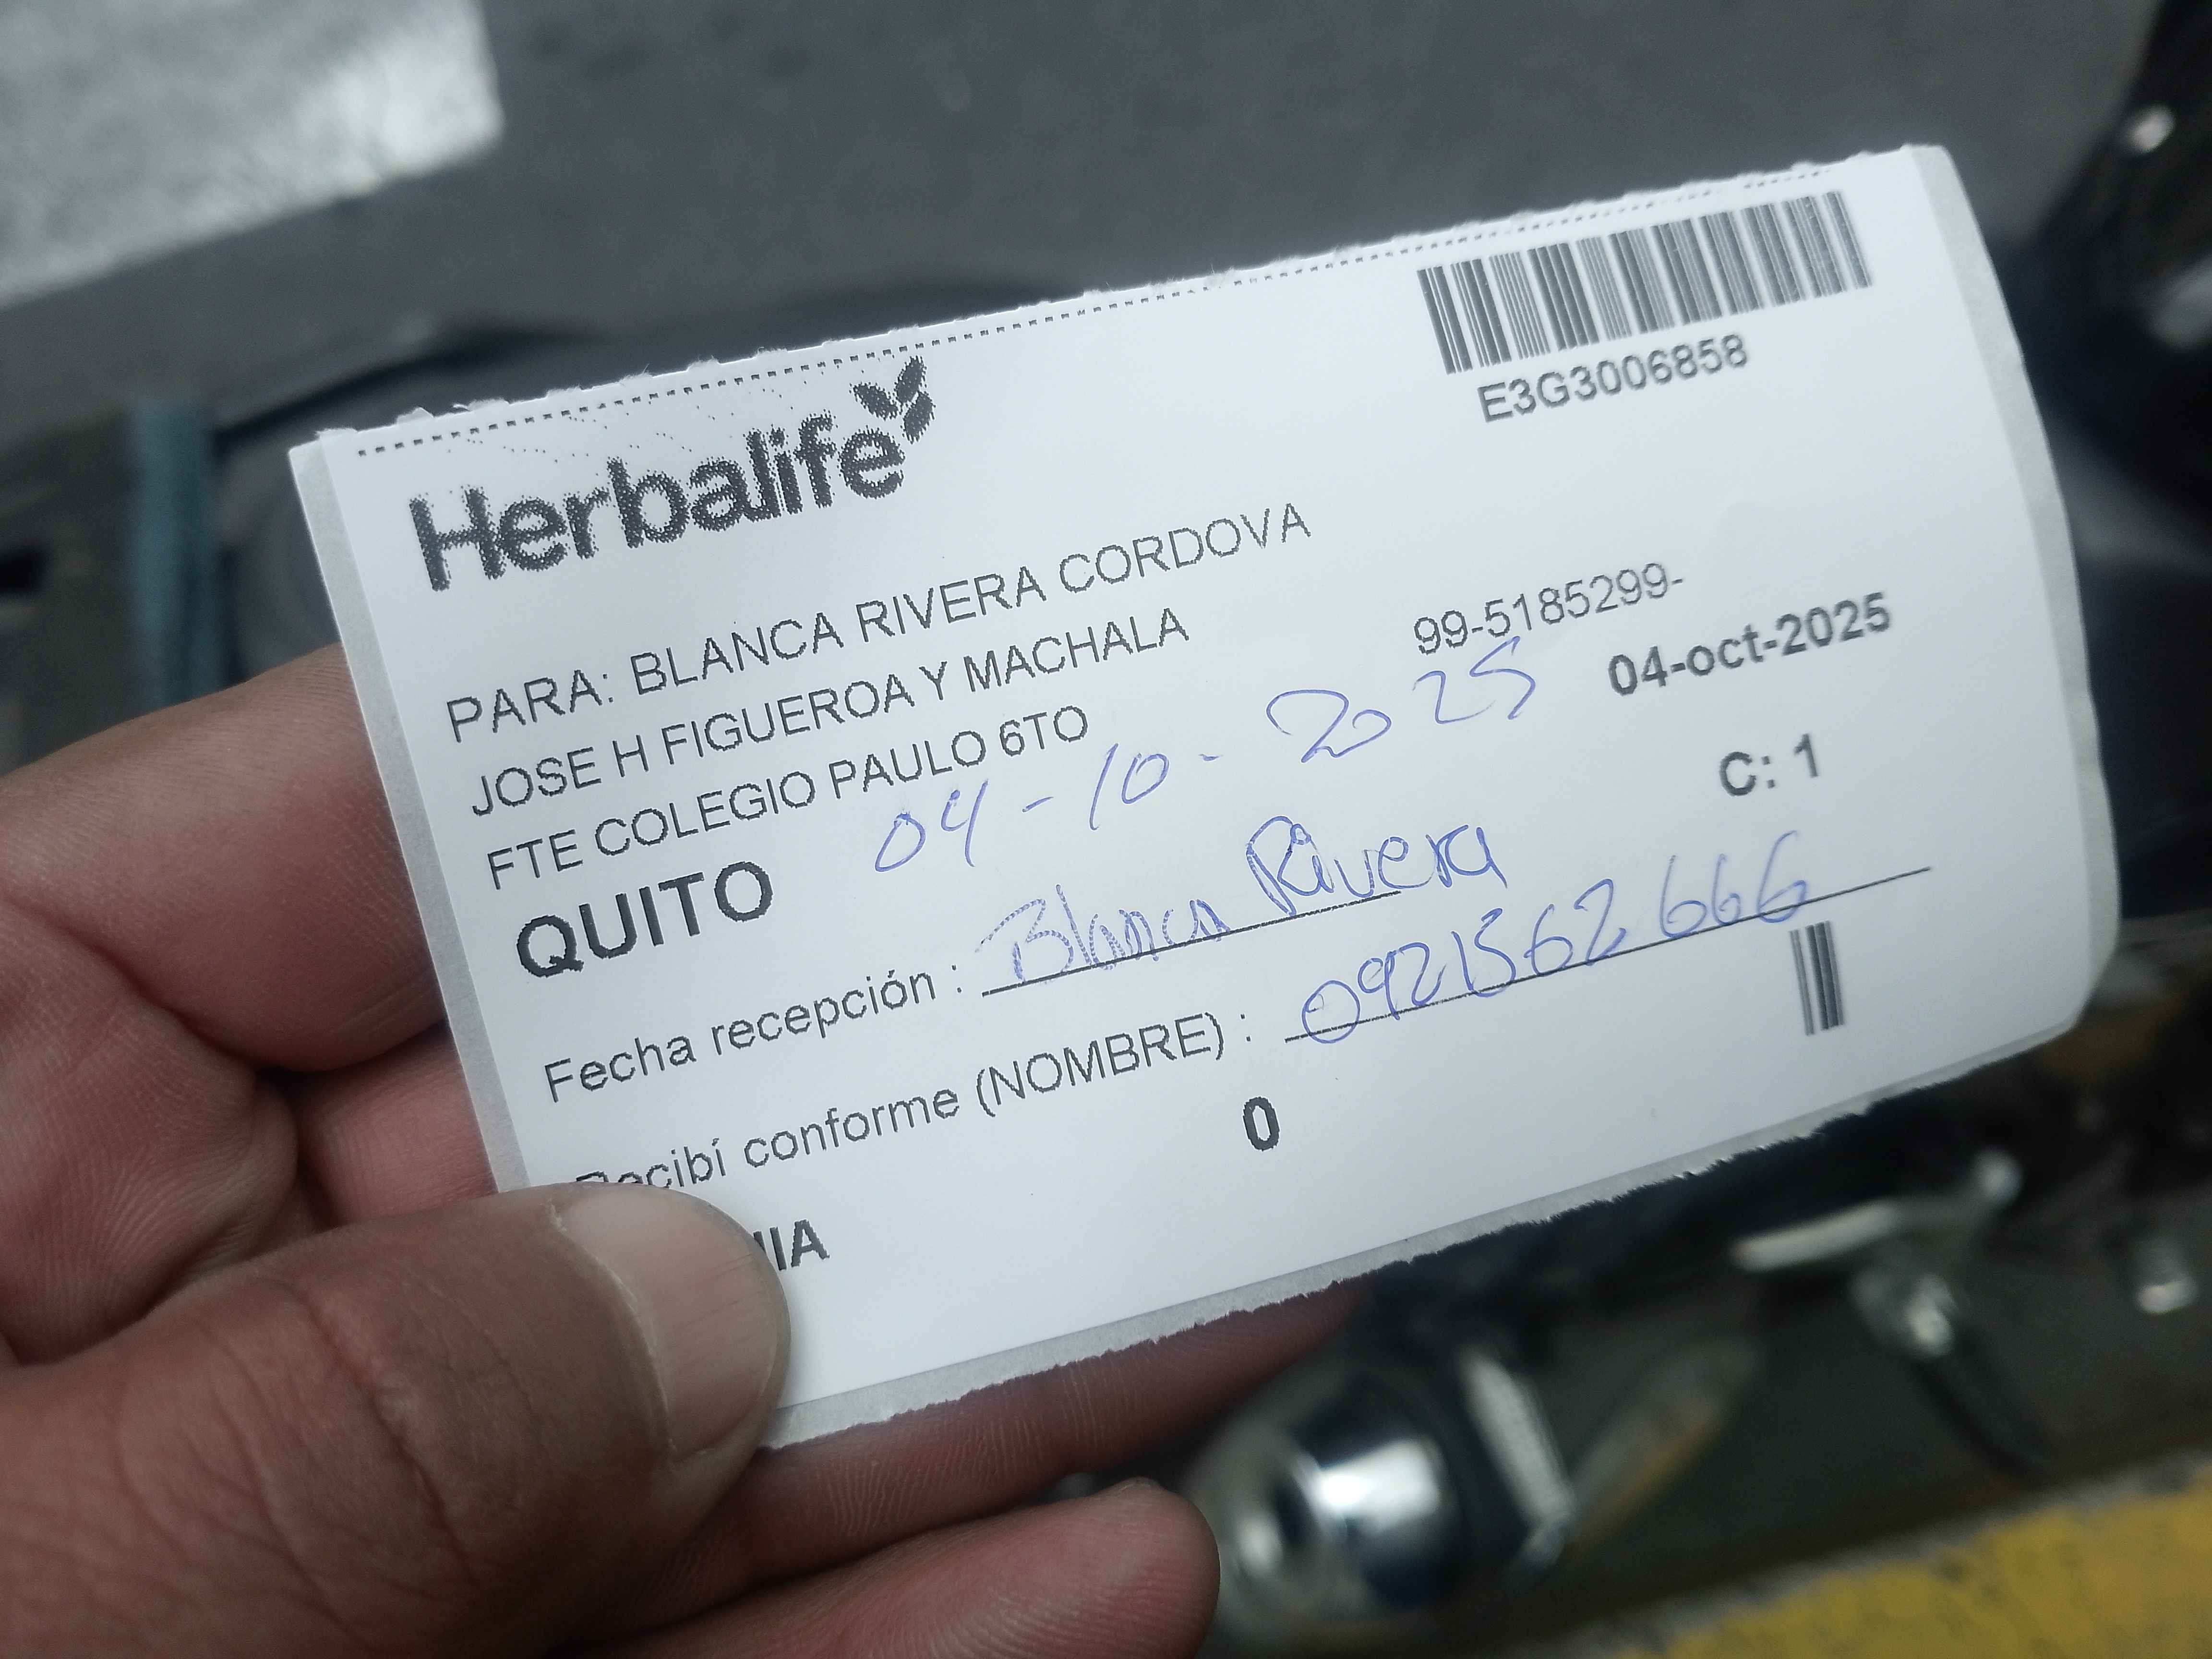 Herbalife
E3G3006858
PARA: BLANCA RIVERA CORDOVA
JOSE H FIGUEROA Y MACHALA 99-5185299-
FTE COLEGIO PAULO 6TO 04-oct-2025
04-10-2025
QUITO C: 1
Fecha recepción : Blanca Rivera
Recibí conforme (NOMBRE) :
0